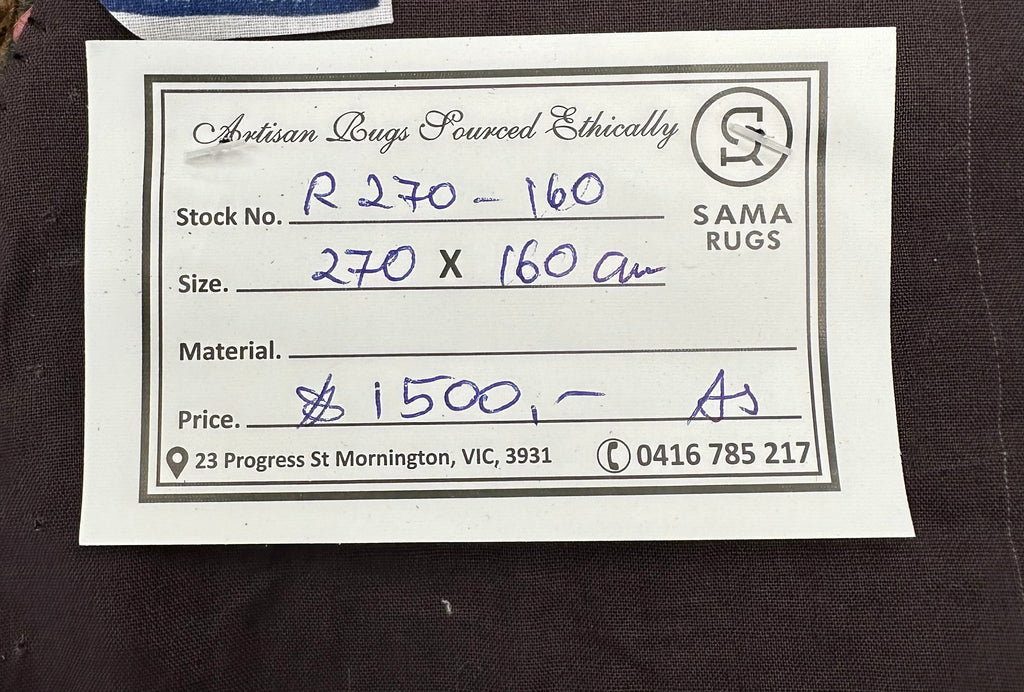 Artisan Rugs Sourced Ethically
SR
SAMA
RUGS
Stock No. R 270 - 160
Size. 270 X 160 cm
Material.
Price. $ 1500,- As
23 Progress St Mornington, VIC, 3931
0416 785 217